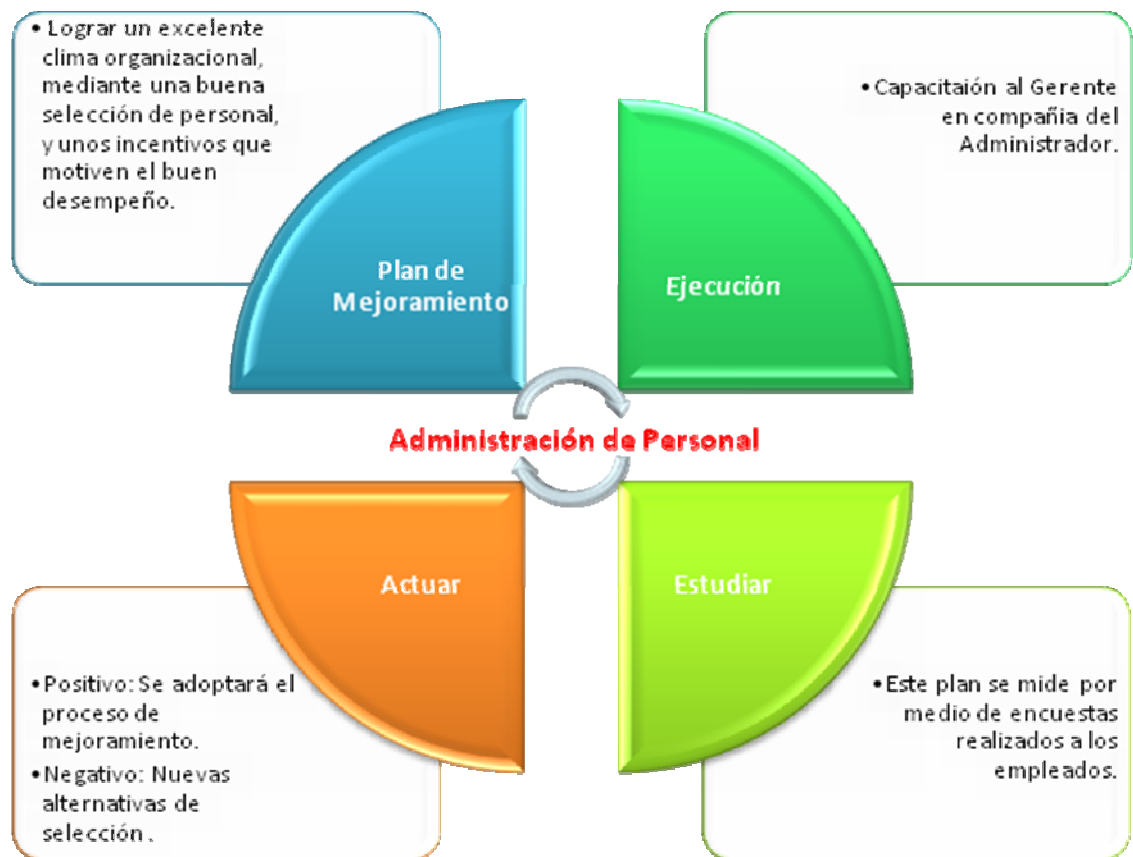 • Lograr un excelente
clima organizacional,
mediante una buena
selección de personal,
y unos incentivos que
motiven el buen
desempeño.
• Capacitaión al Gerente
en compañia del
Administrador.
Plan de
Mejoramiento
Ejecución
Administración de Personal
Actuar
Estudiar
• Positivo: Se adoptará el
proceso de
mejoramiento.
• Negativo: Nuevas
alternativas de
selección .
• Este plan se mide por
medio de encuestas
realizados a los
empleados.